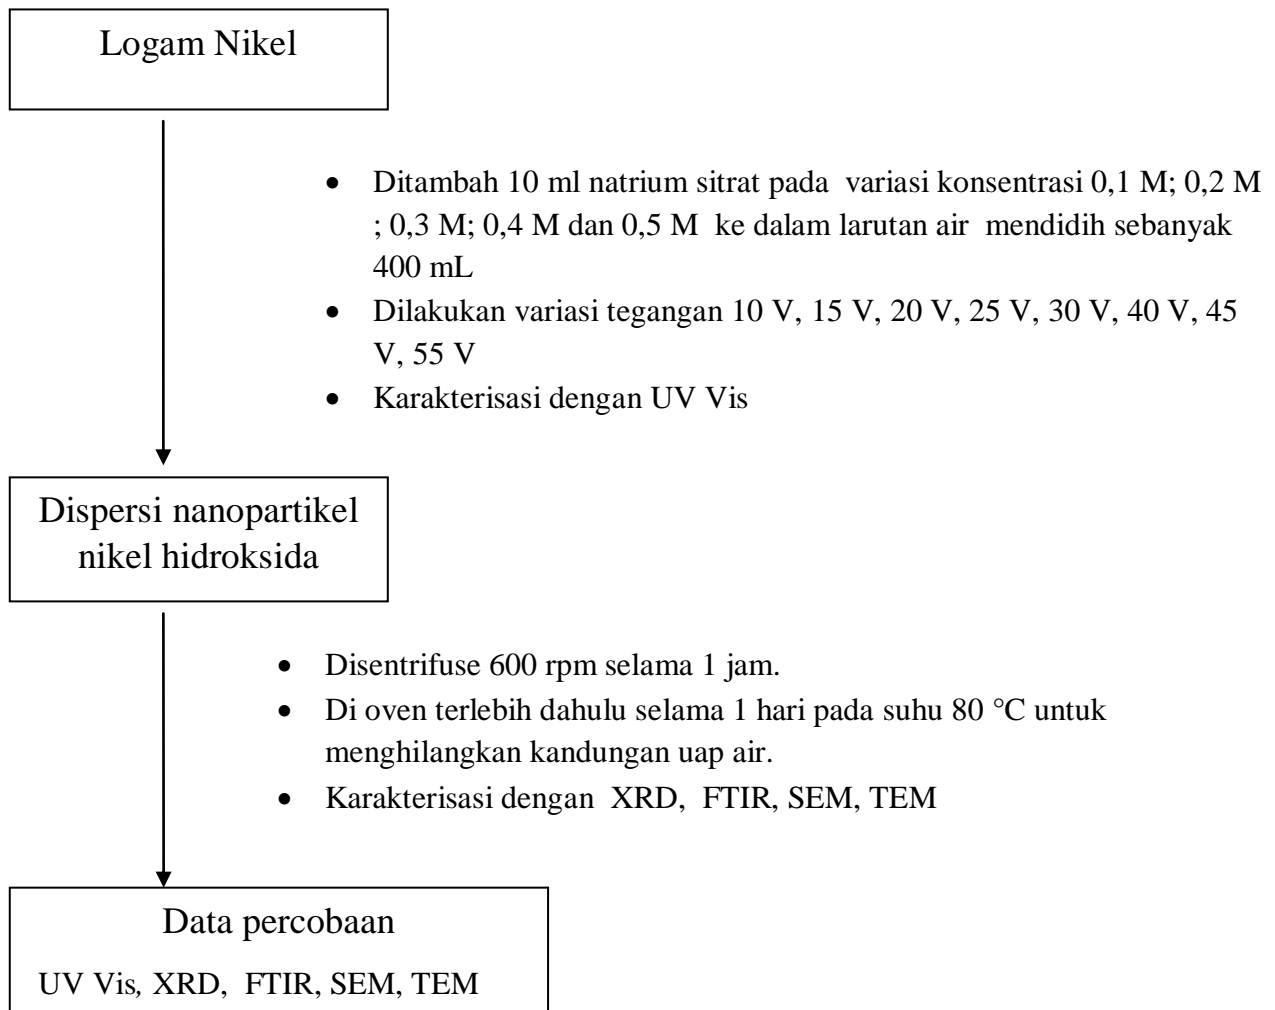 Logam Nikel
• Ditambah 10 ml natrium sitrat pada variasi konsentrasi 0,1 M; 0,2 M
; 0,3 M; 0,4 M dan 0,5 M ke dalam larutan air mendidih sebanyak
400 mL
• Dilakukan variasi tegangan 10 V, 15 V, 20 V, 25 V, 30 V, 40 V, 45
V, 55 V
• Karakterisasi dengan UV Vis
Dispersi nanopartikel
nikel hidroksida
• Disentrifuse 600 rpm selama 1 jam.
• Di oven terlebih dahulu selama 1 hari pada suhu 80 °C untuk
menghilangkan kandungan uap air.
• Karakterisasi dengan XRD, FTIR, SEM, TEM
Data percobaan
UV Vis, XRD, FTIR, SEM, TEM